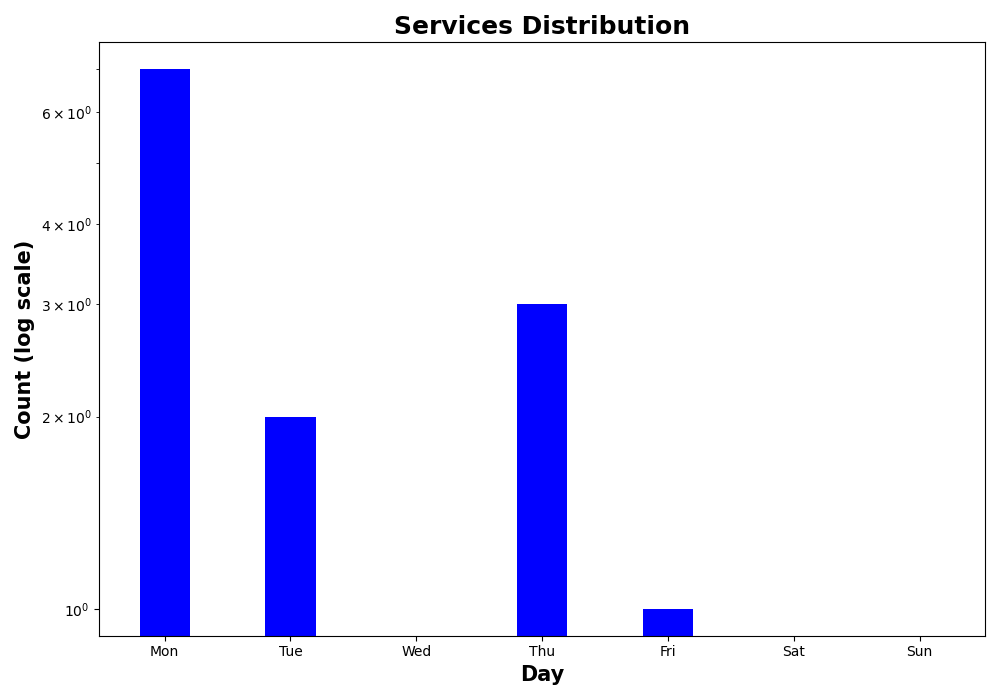 Services Distribution
6 × 10⁰
4 × 10⁰
3 × 10⁰
2 × 10⁰
10⁰
Count (log scale)
Mon Tue Wed Thu Fri Sat Sun
Day